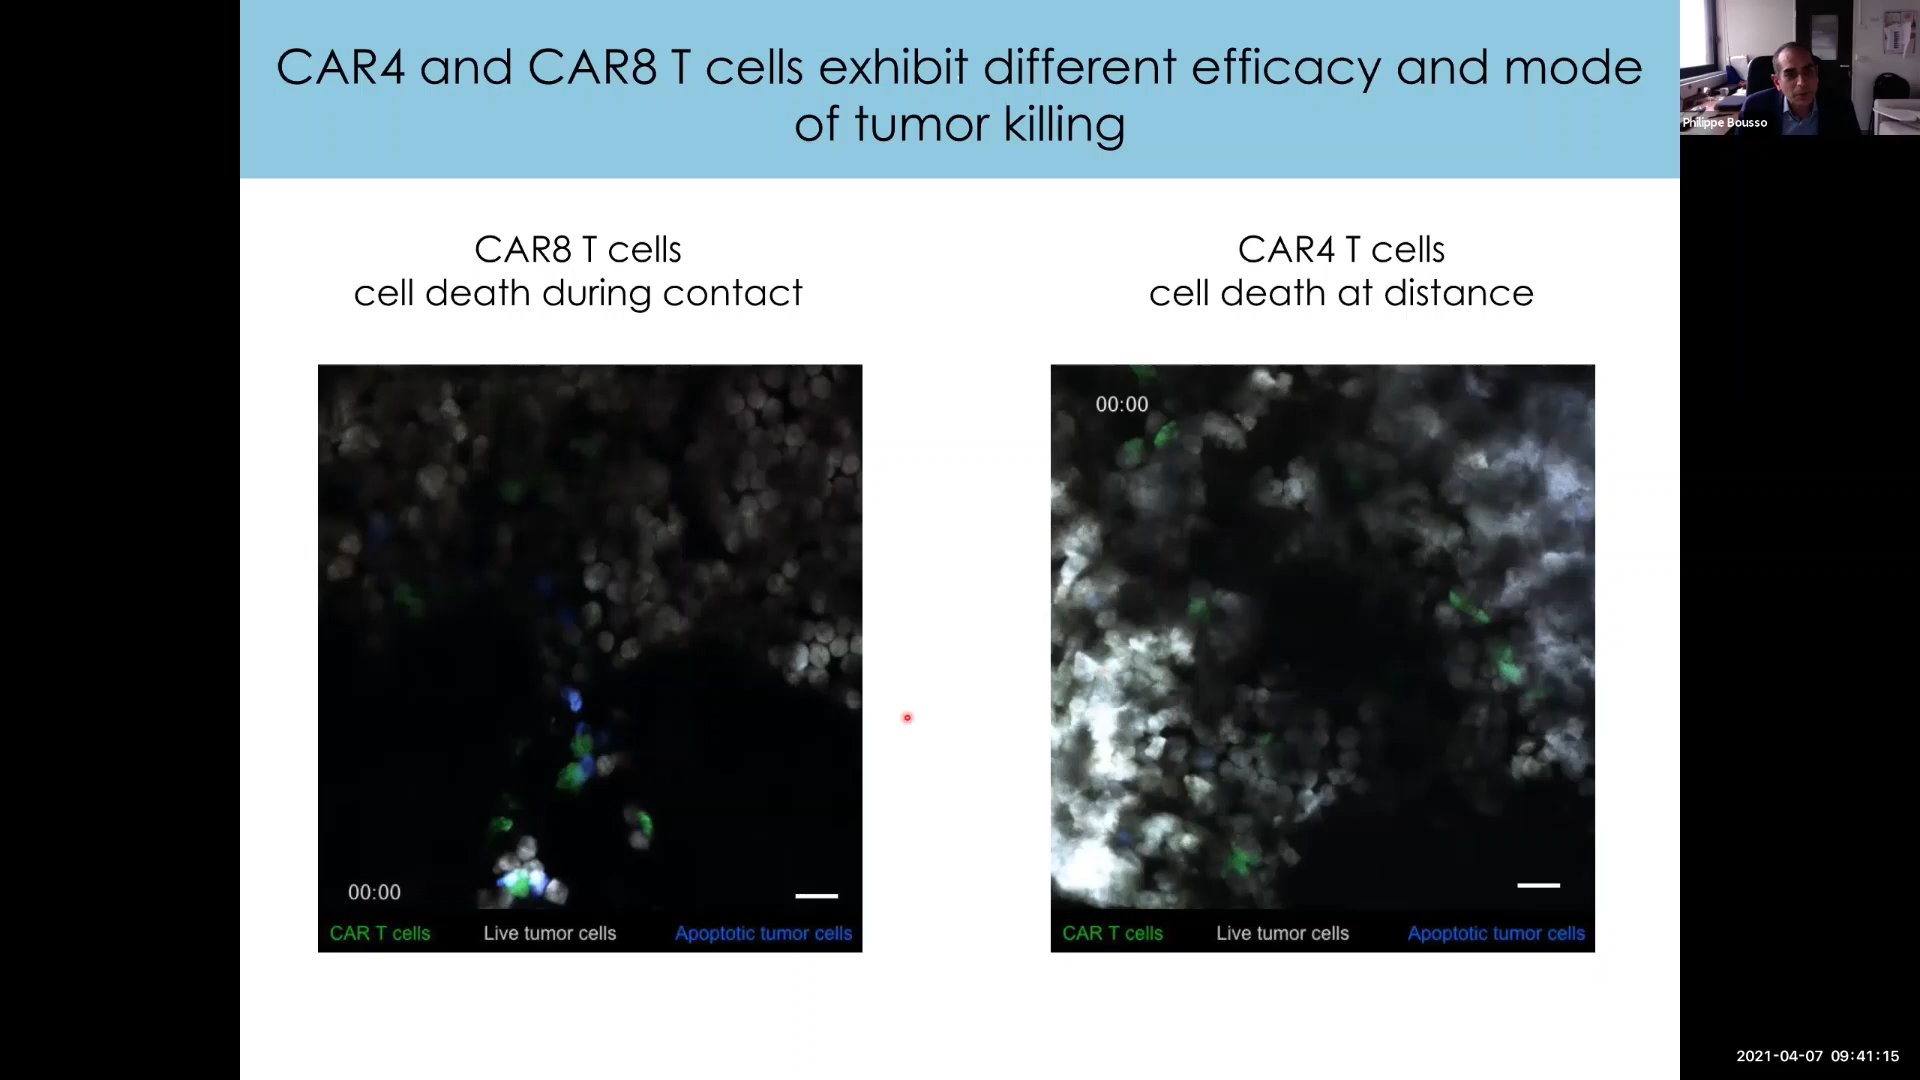 CAR4 and CAR8 T cells exhibit different efficacy and mode
of tumor killing
Philippe Bousso
CAR8 T cells
cell death during contact
CAR4 T cells
cell death at distance
00:00
CAR T cells Live tumor cells Apoptotic tumor cells
00:00
CAR T cells Live tumor cells Apoptotic tumor cells
2021-04-07 09:41:15